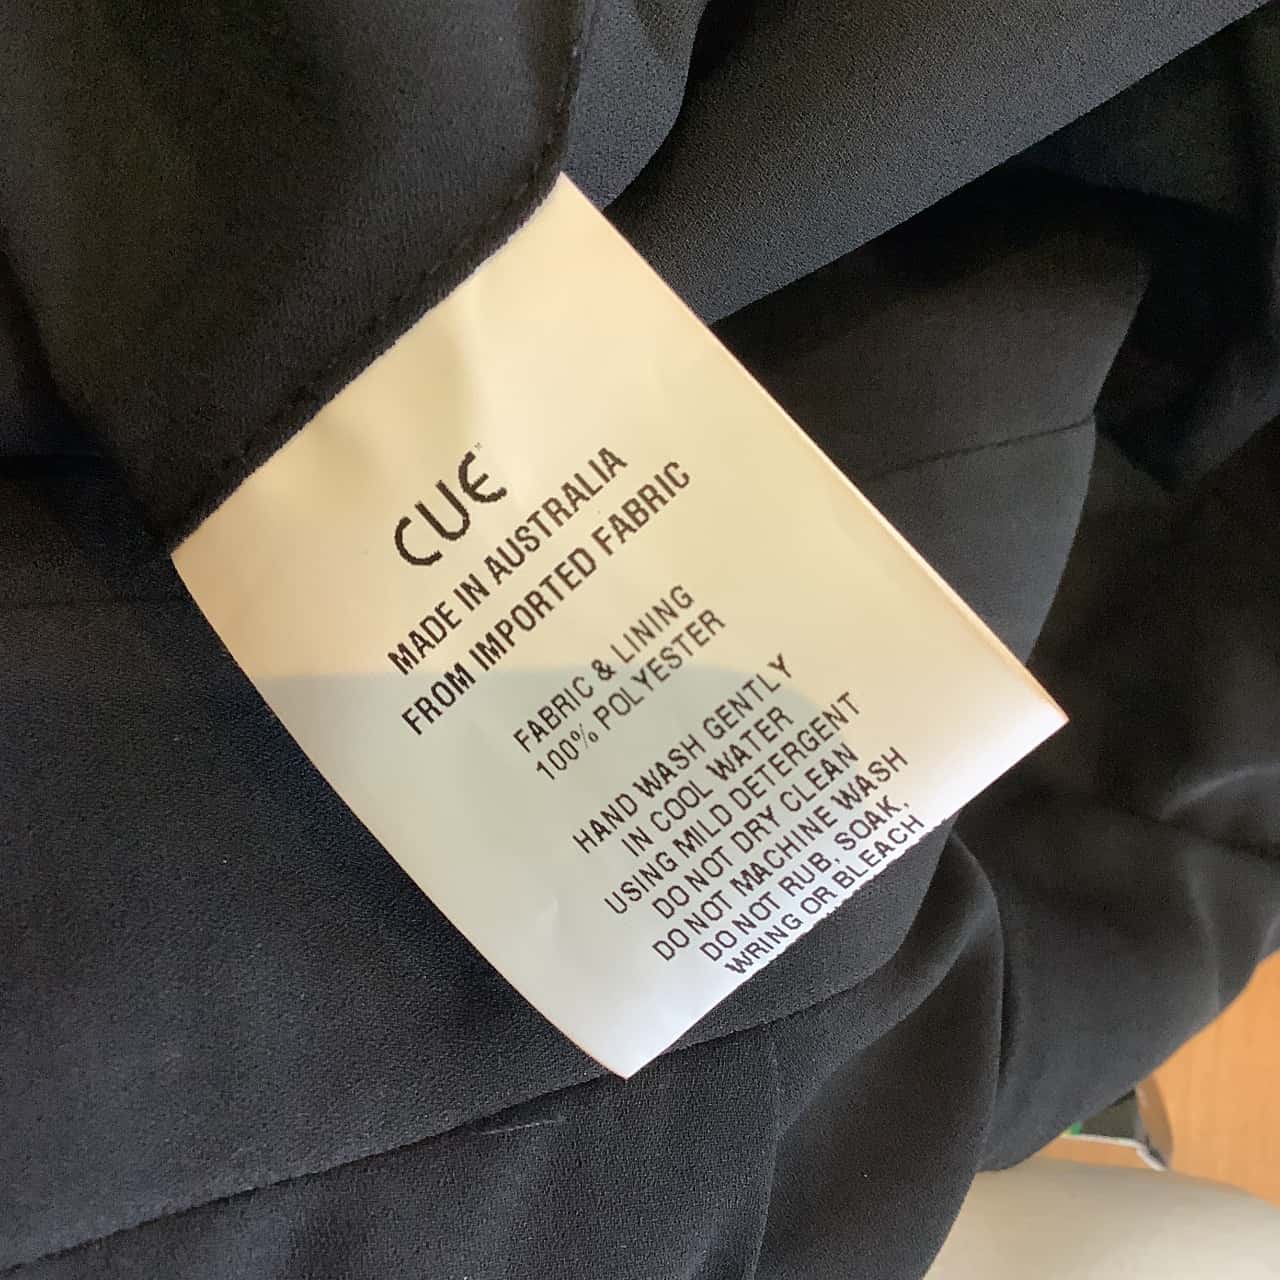 CUE™
MADE IN AUSTRALIA
FROM IMPORTED FABRIC
FABRIC & LINING
100% POLYESTER
HAND WASH GENTLY
IN COOL WATER
USING MILD DETERGENT
DO NOT DRY CLEAN
DO NOT MACHINE WASH
DO NOT RUB, SOAK,
WRING OR BLEACH